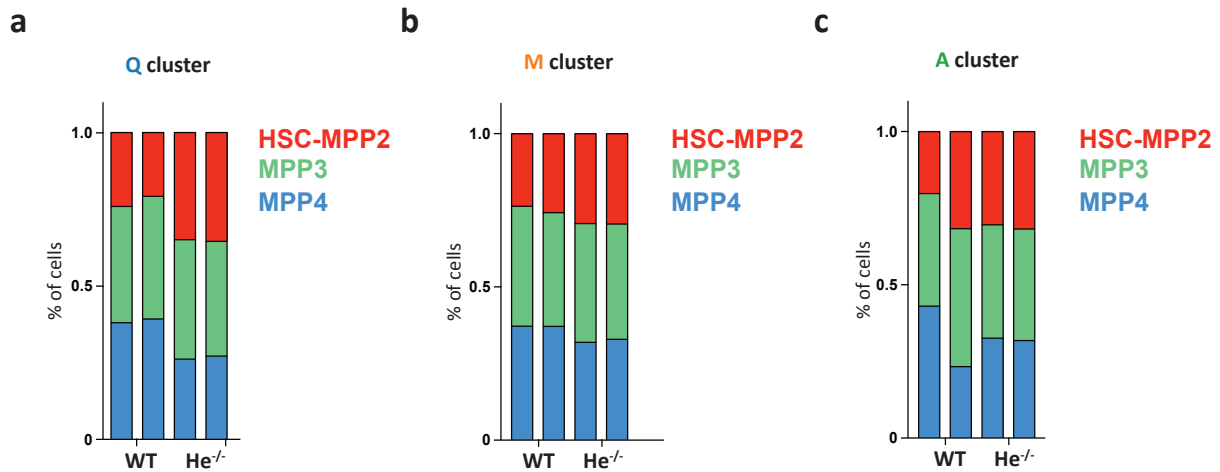 a
Q cluster
% of cells
1.0
0.5
0
HSC-MPP2
MPP3
MPP4
WT He-/-
b
M cluster
% of cells
1.0
0.5
0
HSC-MPP2
MPP3
MPP4
WT He-/-
c
A cluster
% of cells
1.0
0.5
0
HSC-MPP2
MPP3
MPP4
WT He-/-